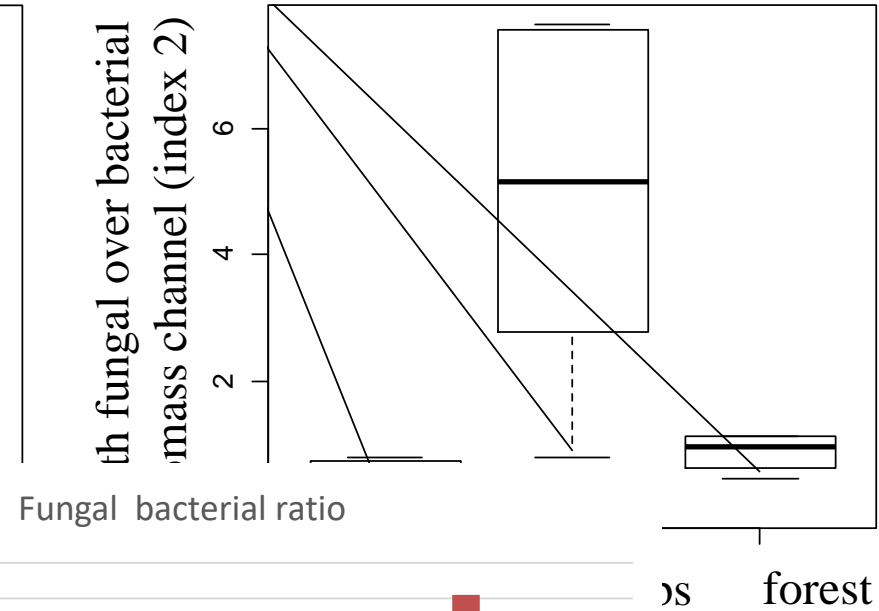 th fungal over bacterial
mass channel (index 2)
6
4
2
Fungal bacterial ratio
forest